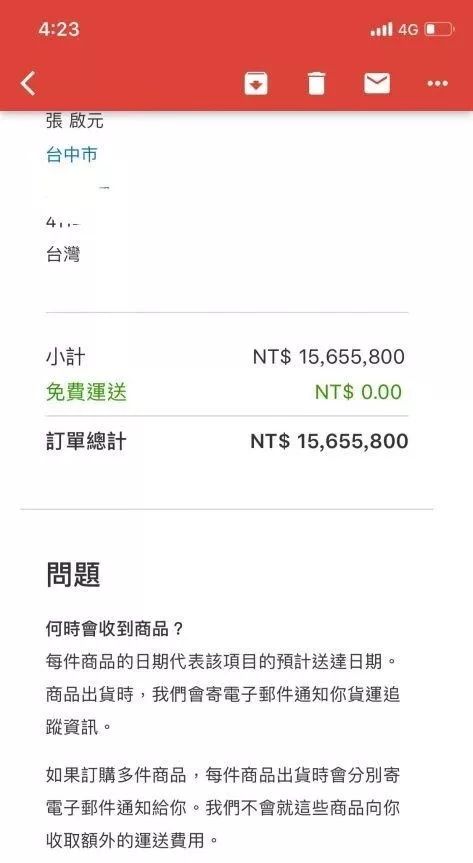 4:23
4G
張 啟元
台中市
台灣
小計 NT$ 15,655,800
免費運送 NT$ 0.00
訂單總計 NT$ 15,655,800
問題
何時會收到商品？
每件商品的日期代表該項目的預計送達日期。
商品出貨時，我們會寄電子郵件通知你貨運追
蹤資訊。
如果訂購多件商品，每件商品出貨時會分別寄
電子郵件通知給你。我們不會就這些商品向你
收取額外的運送費用。